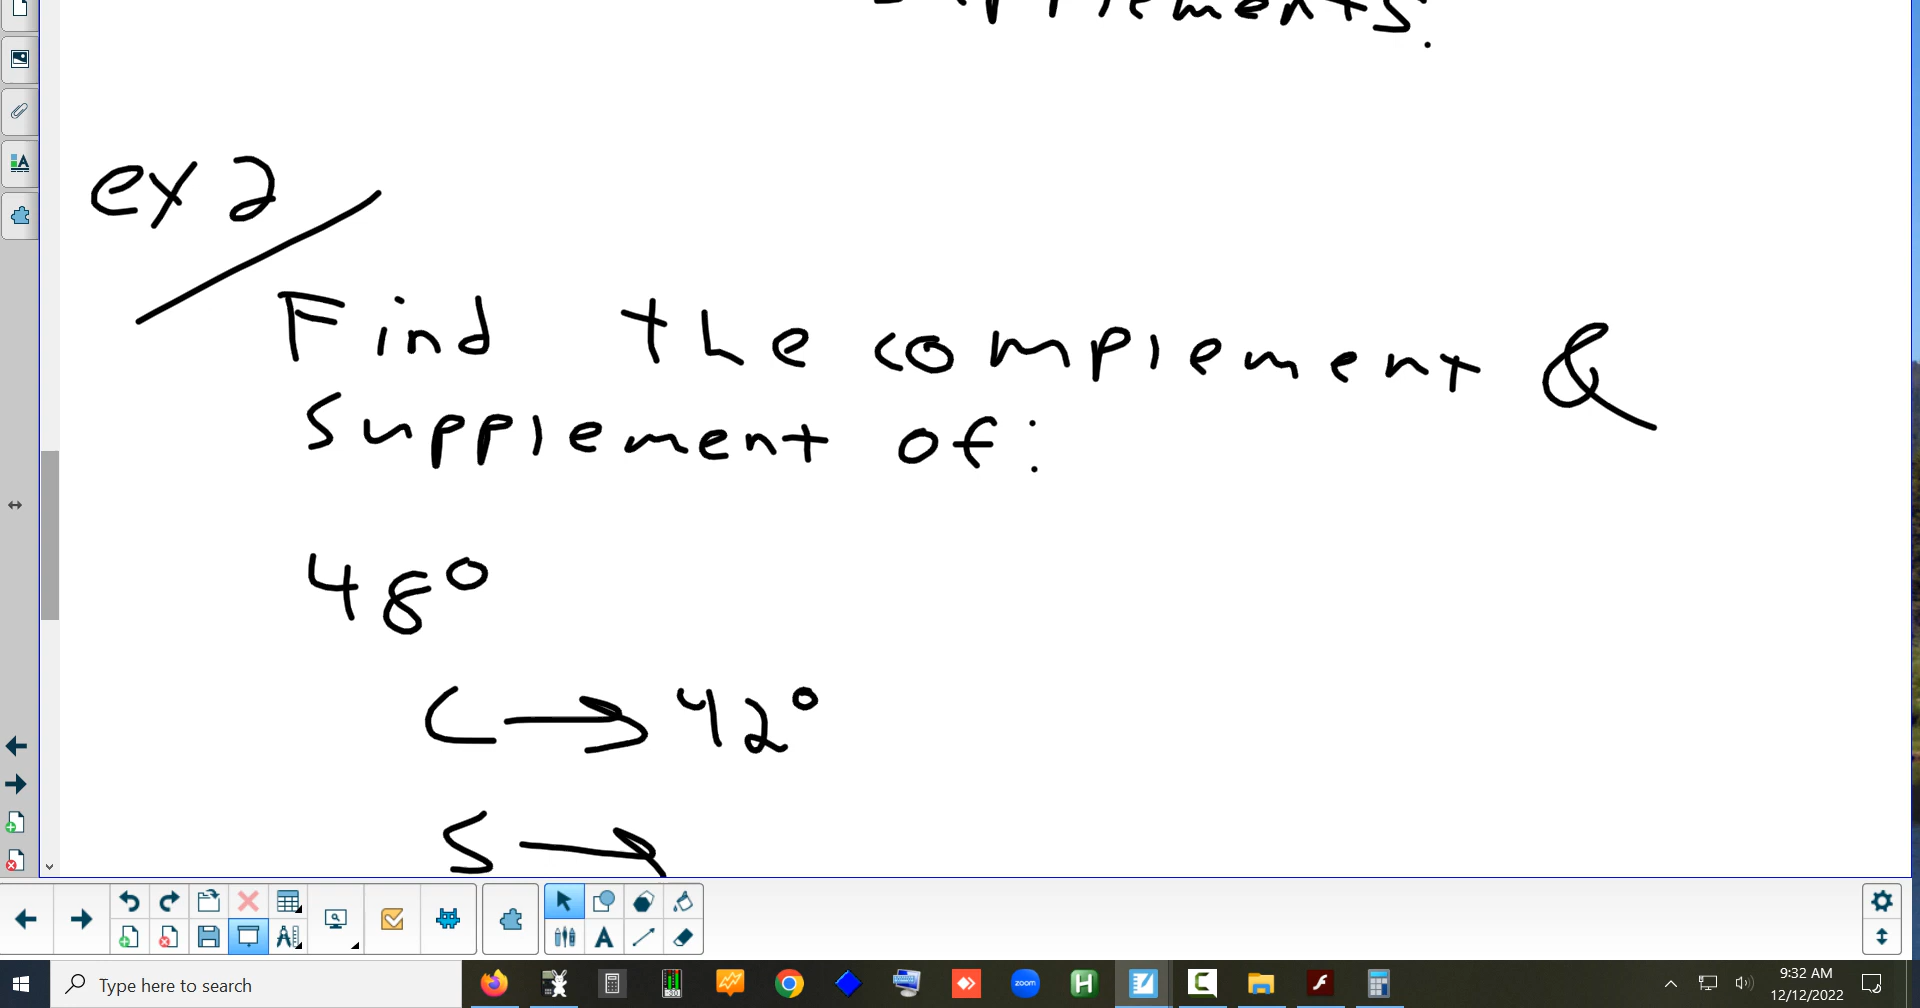 ex 2
Find the complement &
supplement of:
48°
C → 42°
S →
Type here to search
zoom
9:32 AM
12/12/2022